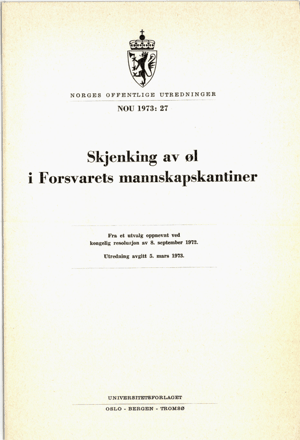 NORGES OFFENTLIGE UTREDNINGER
NOU 1973: 27
Skjenking av øl
i Forsvarets mannskapskantiner
Fra et utvalg oppnevnt ved
kongelig resolusjon av 8. september 1972.
Utredning avgitt 5. mars 1973.
UNIVERSITETSFORLAGET
OSLO - BERGEN - TROMSØ